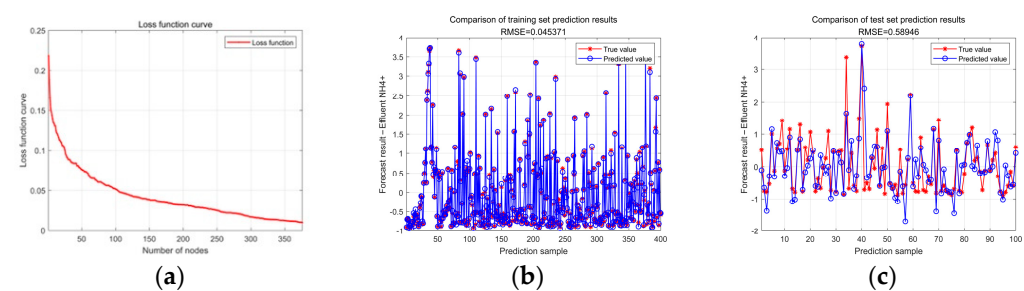 Loss function curve
0.25
0.2
0.15
0.1
0.05
0
50
100
150
200
250
300
350
Loss function curve
Number of nodes
Loss function
(a)
Comparison of training set prediction results
RMSE=0.045371
4
3.5
3
2.5
2
1.5
1
0.5
0
-0.5
-1
50
100
150
200
250
300
350
400
Forecast result – Effluent NH4+
Prediction sample
True value
Predicted value
(b)
Comparison of test set prediction results
RMSE=0.58946
4
3
2
1
0
-1
-2
10
20
30
40
50
60
70
80
90
100
Forecast result – Effluent NH4+
Prediction sample
True value
Predicted value
(c)